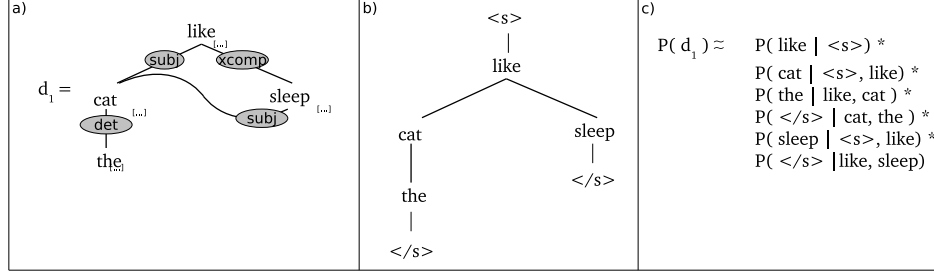 a)
like
[...]
subj
xcomp
d1 =
cat
sleep
[...]
[...]
det
subj
the
[...]
b)
<s>
like
cat
sleep
the
</s>
</s>
c)
P( d1 ) ≈ P( like | <s>) *
P( cat | <s>, like) *
P( the | like, cat ) *
P( </s> | cat, the ) *
P( sleep | <s>, like) *
P( </s> | like, sleep)